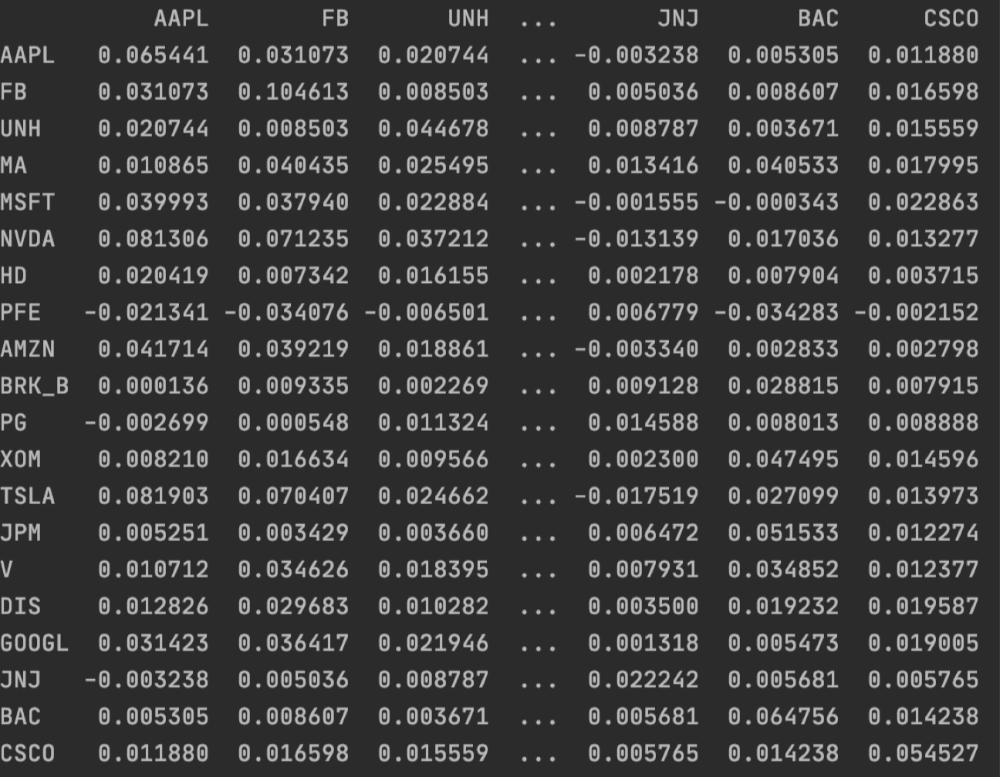 AAPL FB UNH ... JNJ BAC CSCO
AAPL 0.065441 0.031073 0.020744 ... -0.003238 0.005305 0.011880
FB 0.031073 0.104613 0.008503 ... 0.005036 0.008607 0.016598
UNH 0.020744 0.008503 0.044678 ... 0.008787 0.003671 0.015559
MA 0.010865 0.040435 0.025495 ... 0.013416 0.040533 0.017995
MSFT 0.039993 0.037940 0.022884 ... -0.001555 -0.000343 0.022863
NVDA 0.081306 0.071235 0.037212 ... -0.013139 0.017036 0.013277
HD 0.020419 0.007342 0.016155 ... 0.002178 0.007904 0.003715
PFE -0.021341 -0.034076 -0.006501 ... 0.006779 -0.034283 -0.002152
AMZN 0.041714 0.039219 0.018861 ... -0.003340 0.002833 0.002798
BRK_B 0.000136 0.009335 0.002269 ... 0.009128 0.028815 0.007915
PG -0.002699 0.000548 0.011324 ... 0.014588 0.008013 0.008888
XOM 0.008210 0.016634 0.009566 ... 0.002300 0.047495 0.014596
TSLA 0.081903 0.070407 0.024662 ... -0.017519 0.027099 0.013973
JPM 0.005251 0.003429 0.003660 ... 0.006472 0.051533 0.012274
V 0.010712 0.034626 0.018395 ... 0.007931 0.034852 0.012377
DIS 0.012826 0.029683 0.010282 ... 0.003500 0.019232 0.019587
GOOGL 0.031423 0.036417 0.021946 ... 0.001318 0.005473 0.019005
JNJ -0.003238 0.005036 0.008787 ... 0.022242 0.005681 0.005765
BAC 0.005305 0.008607 0.003671 ... 0.005681 0.064756 0.014238
CSCO 0.011880 0.016598 0.015559 ... 0.005765 0.014238 0.054527